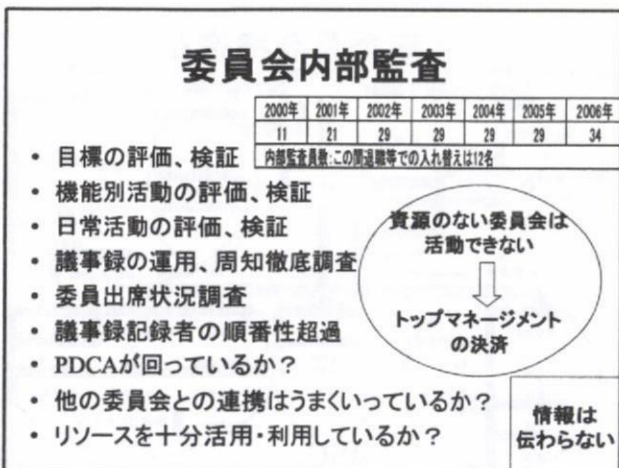 委員会内部監査
2000年 2001年 2002年 2003年 2004年 2005年 2006年
11 21 29 29 29 29 34
内部監査員数:この間退職等での入れ替えは12名
• 目標の評価、検証
• 機能別活動の評価、検証
• 日常活動の評価、検証
• 議事録の運用、周知徹底調査
• 委員出席状況調査
• 議事録記録者の順番性超過
• PDCAが回っているか?
• 他の委員会との連携はうまくいっているか?
• リソースを十分活用・利用しているか?
資源のない委員会は
活動できない
トップマネージメント
の決済
情報は
伝わらない